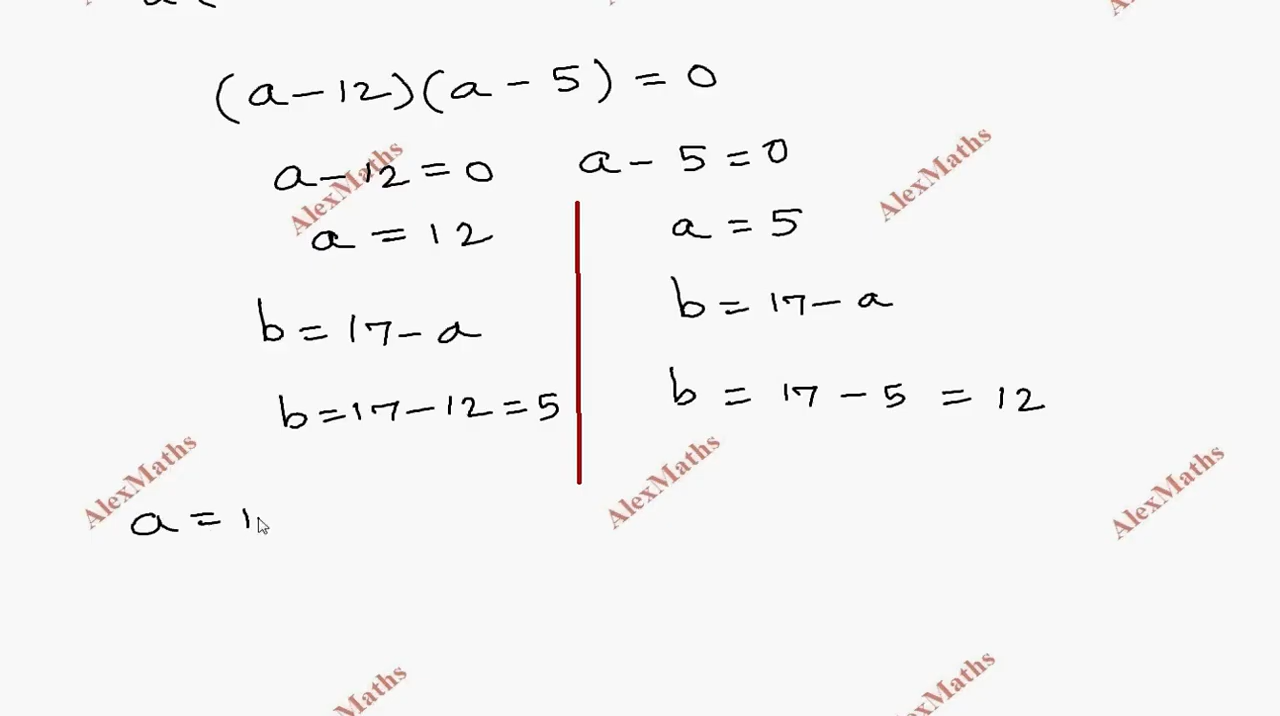 (a-12)(a-5)=0
a-12=0 a-5=0
a=12 a=5
b=17-a b=17-a
b=17-12=5 b=17-5=12
a=1
AlexMaths
AlexMaths
AlexMaths
AlexMaths
AlexMaths
AlexMaths
AlexMaths